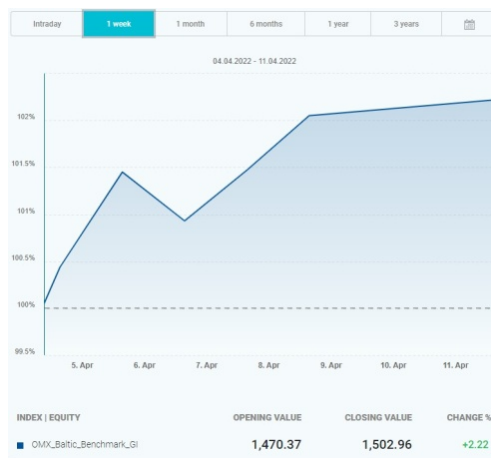 Intraday 1 week 1 month 6 months 1 year 3 years
04.04.2022 - 11.04.2022
102%
101.5%
101%
100.5%
100%
99.5%
5. Apr 6. Apr 7. Apr 8. Apr 9. Apr 10. Apr 11. Apr
INDEX | EQUITY OPENING VALUE CLOSING VALUE CHANGE %
OMX_Baltic_Benchmark_GI 1,470.37 1,502.96 +2.22